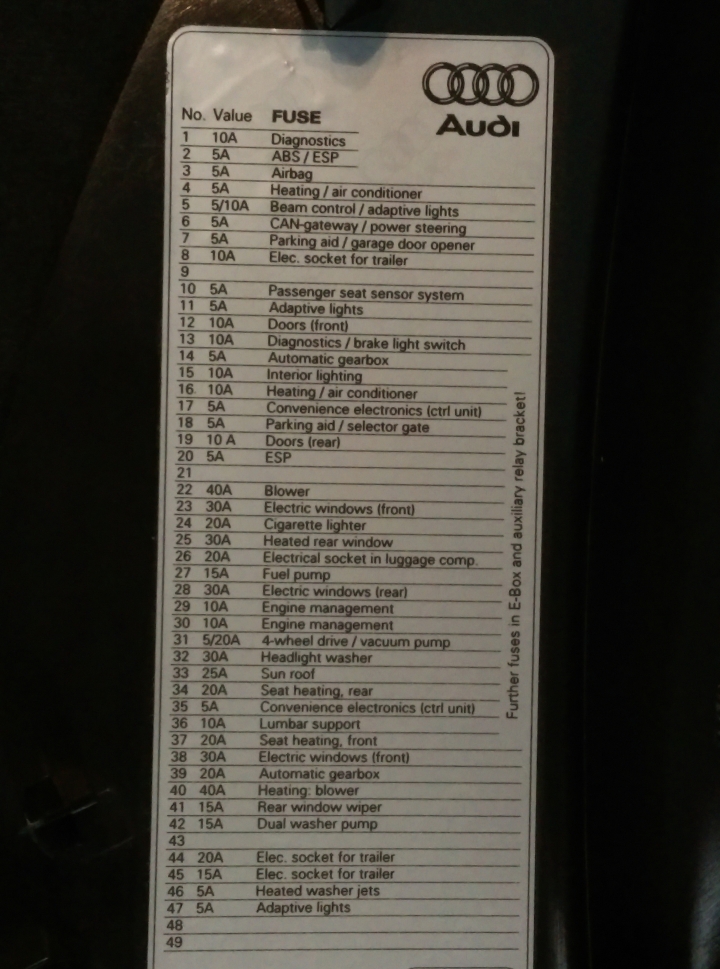 Audi
No. Value FUSE
1 10A Diagnostics
2 5A ABS / ESP
3 5A Airbag
4 5A Heating / air conditioner
5 5/10A Beam control / adaptive lights
6 5A CAN-gateway / power steering
7 5A Parking aid / garage door opener
8 10A Elec. socket for trailer
9
10 5A Passenger seat sensor system
11 5A Adaptive lights
12 10A Doors (front)
13 10A Diagnostics / brake light switch
14 5A Automatic gearbox
15 10A Interior lighting
16 10A Heating / air conditioner
17 5A Convenience electronics (ctrl unit)
18 5A Parking aid / selector gate
19 10 A Doors (rear)
20 5A ESP
21
22 40A Blower
23 30A Electric windows (front)
24 20A Cigarette lighter
25 30A Heated rear window
26 20A Electrical socket in luggage comp.
27 15A Fuel pump
28 30A Electric windows (rear)
29 10A Engine management
30 10A Engine management
31 5/20A 4-wheel drive / vacuum pump
32 30A Headlight washer
33 25A Sun roof
34 20A Seat heating, rear
35 5A Convenience electronics (ctrl unit)
36 10A Lumbar support
37 20A Seat heating, front
38 30A Electric windows (front)
39 20A Automatic gearbox
40 40A Heating: blower
41 15A Rear window wiper
42 15A Dual washer pump
43
44 20A Elec. socket for trailer
45 15A Elec. socket for trailer
46 5A Heated washer jets
47 5A Adaptive lights
48
49
Further fuses in E-Box and auxiliary relay bracket!